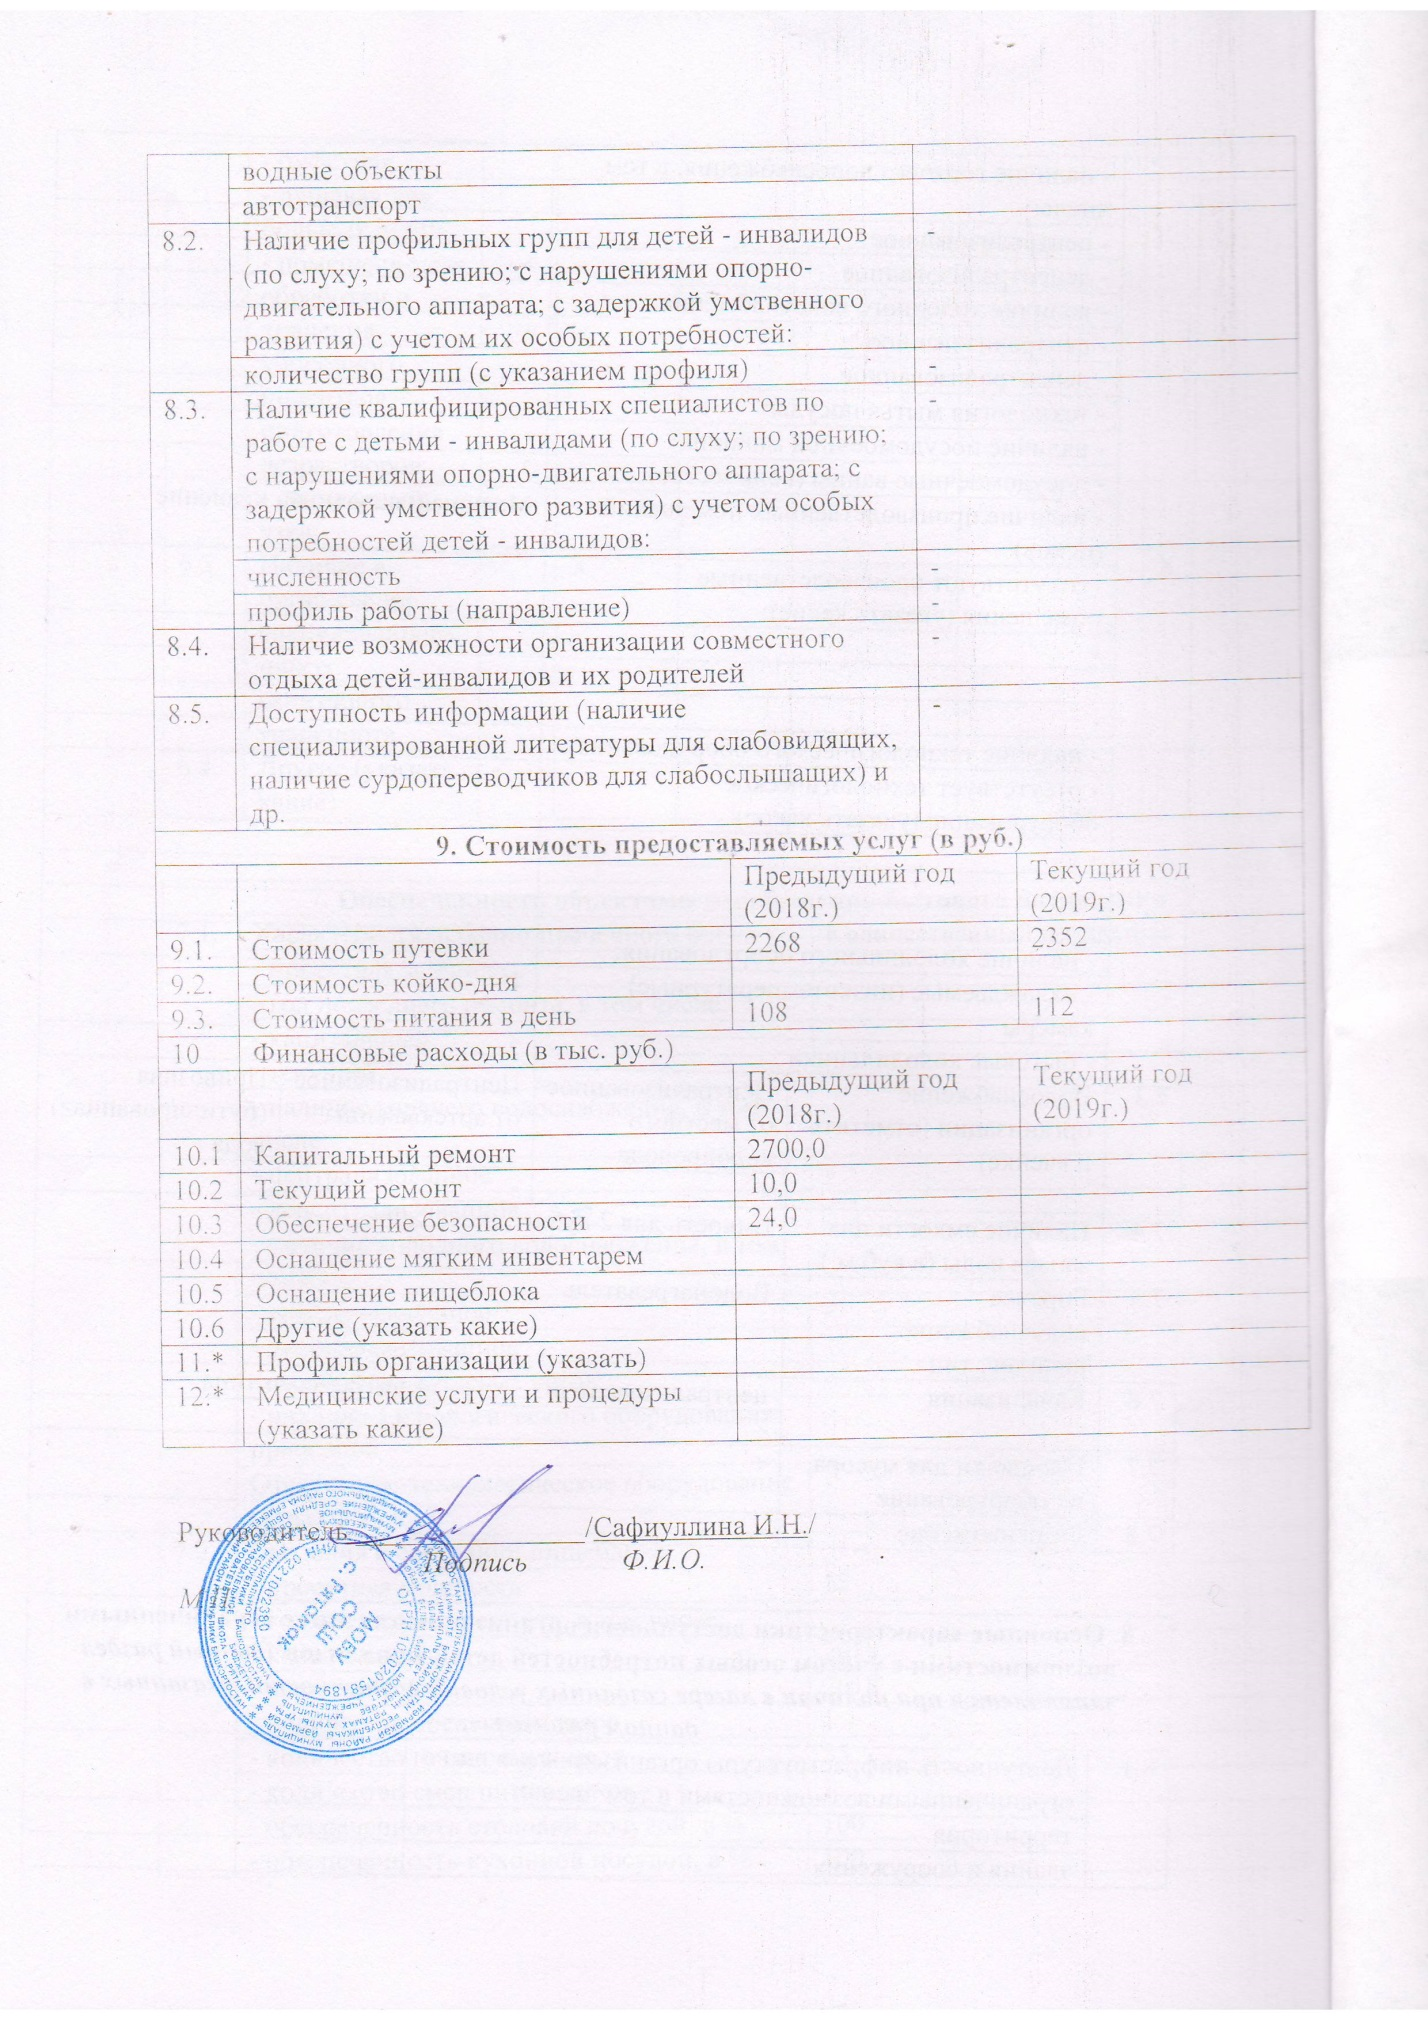 водные объекты
автотранспорт
8.2. Наличие профильных групп для детей - инвалидов -
(по слуху; по зрению; с нарушениями опорно-
двигательного аппарата; с задержкой умственного
развития) с учетом их особых потребностей:
количество групп (с указанием профиля) -
8.3. Наличие квалифицированных специалистов по -
работе с детьми - инвалидами (по слуху; по зрению;
с нарушениями опорно-двигательного аппарата; с
задержкой умственного развития) с учетом особых
потребностей детей - инвалидов:
численность -
профиль работы (направление) -
8.4. Наличие возможности организации совместного -
отдыха детей-инвалидов и их родителей
8.5. Доступность информации (наличие -
специализированной литературы для слабовидящих,
наличие сурдопереводчиков для слабослышащих) и
др.
9. Стоимость предоставляемых услуг (в руб.)
Предыдущий год Текущий год
(2018г.) (2019г.)
9.1. Стоимость путевки 2268 2352
9.2. Стоимость койко-дня
9.3. Стоимость питания в день 108 112
10 Финансовые расходы (в тыс. руб.)
Предыдущий год Текущий год
(2018г.) (2019г.)
10.1 Капитальный ремонт 2700,0
10.2 Текущий ремонт 10,0
10.3 Обеспечение безопасности 24,0
10.4 Оснащение мягким инвентарем
10.5 Оснащение пищеблока
10.6 Другие (указать какие)
11.* Профиль организации (указать)
12.* Медицинские услуги и процедуры
(указать какие)
Руководитель /Сафиуллина И.Н./
Подпись Ф.И.О.
М
ИНН 0221002380
ОГРН 1020201581894
МОБУ
СОШ
с. Рятамак